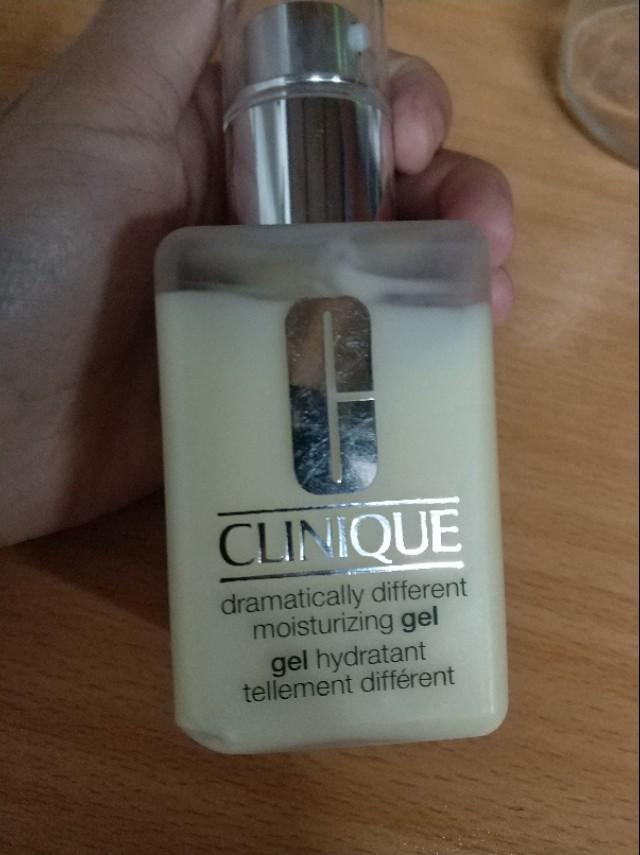 CLINIQUE
dramatically different
moisturizing gel
gel hydratant
tellement différent